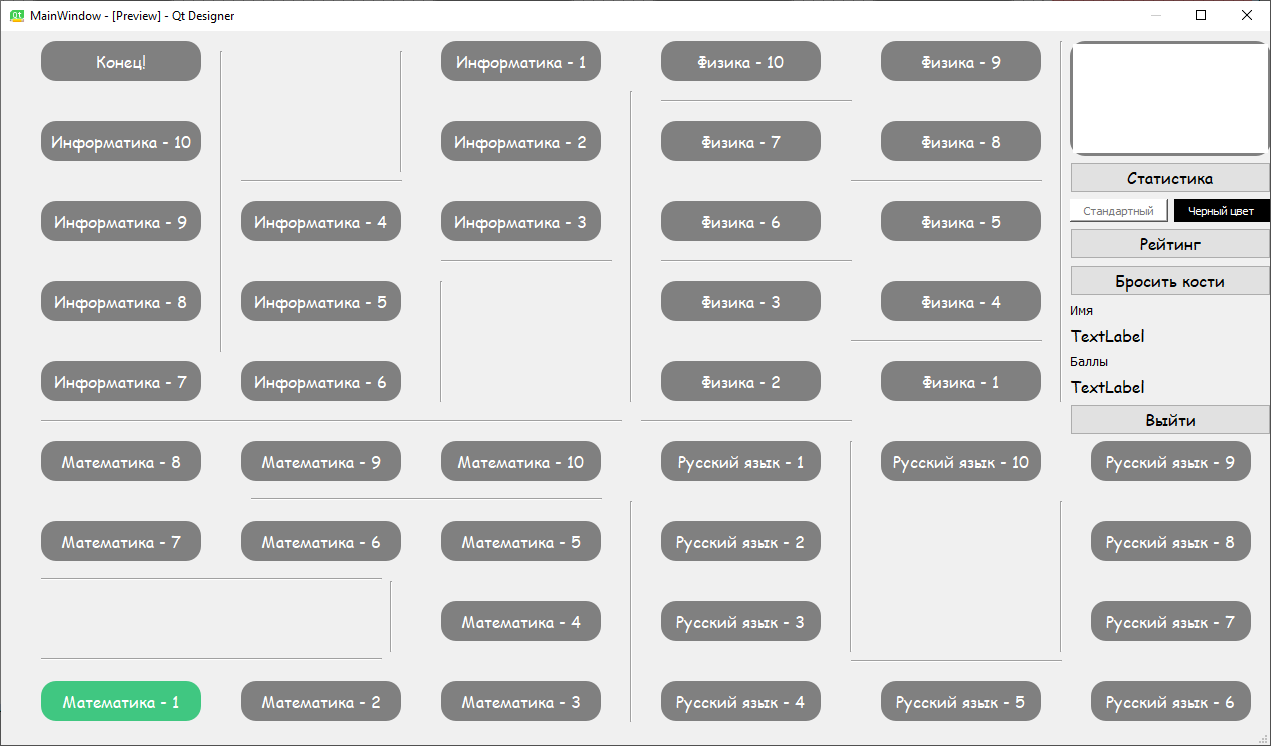 MainWindow - [Preview] - Qt Designer
Конец!
Информатика - 1
Физика - 10
Физика - 9
Информатика - 10
Информатика - 2
Физика - 7
Физика - 8
Статистика
Информатика - 9
Информатика - 4
Информатика - 3
Физика - 6
Физика - 5
Стандартный
Черный цвет
Рейтинг
Информатика - 8
Информатика - 5
Физика - 3
Физика - 4
Бросить кости
Имя
TextLabel
Баллы
Информатика - 7
Информатика - 6
Физика - 2
Физика - 1
TextLabel
Выйти
Математика - 8
Математика - 9
Математика - 10
Русский язык - 1
Русский язык - 10
Русский язык - 9
Математика - 7
Математика - 6
Математика - 5
Русский язык - 2
Русский язык - 8
Математика - 4
Русский язык - 3
Русский язык - 7
Математика - 1
Математика - 2
Математика - 3
Русский язык - 4
Русский язык - 5
Русский язык - 6